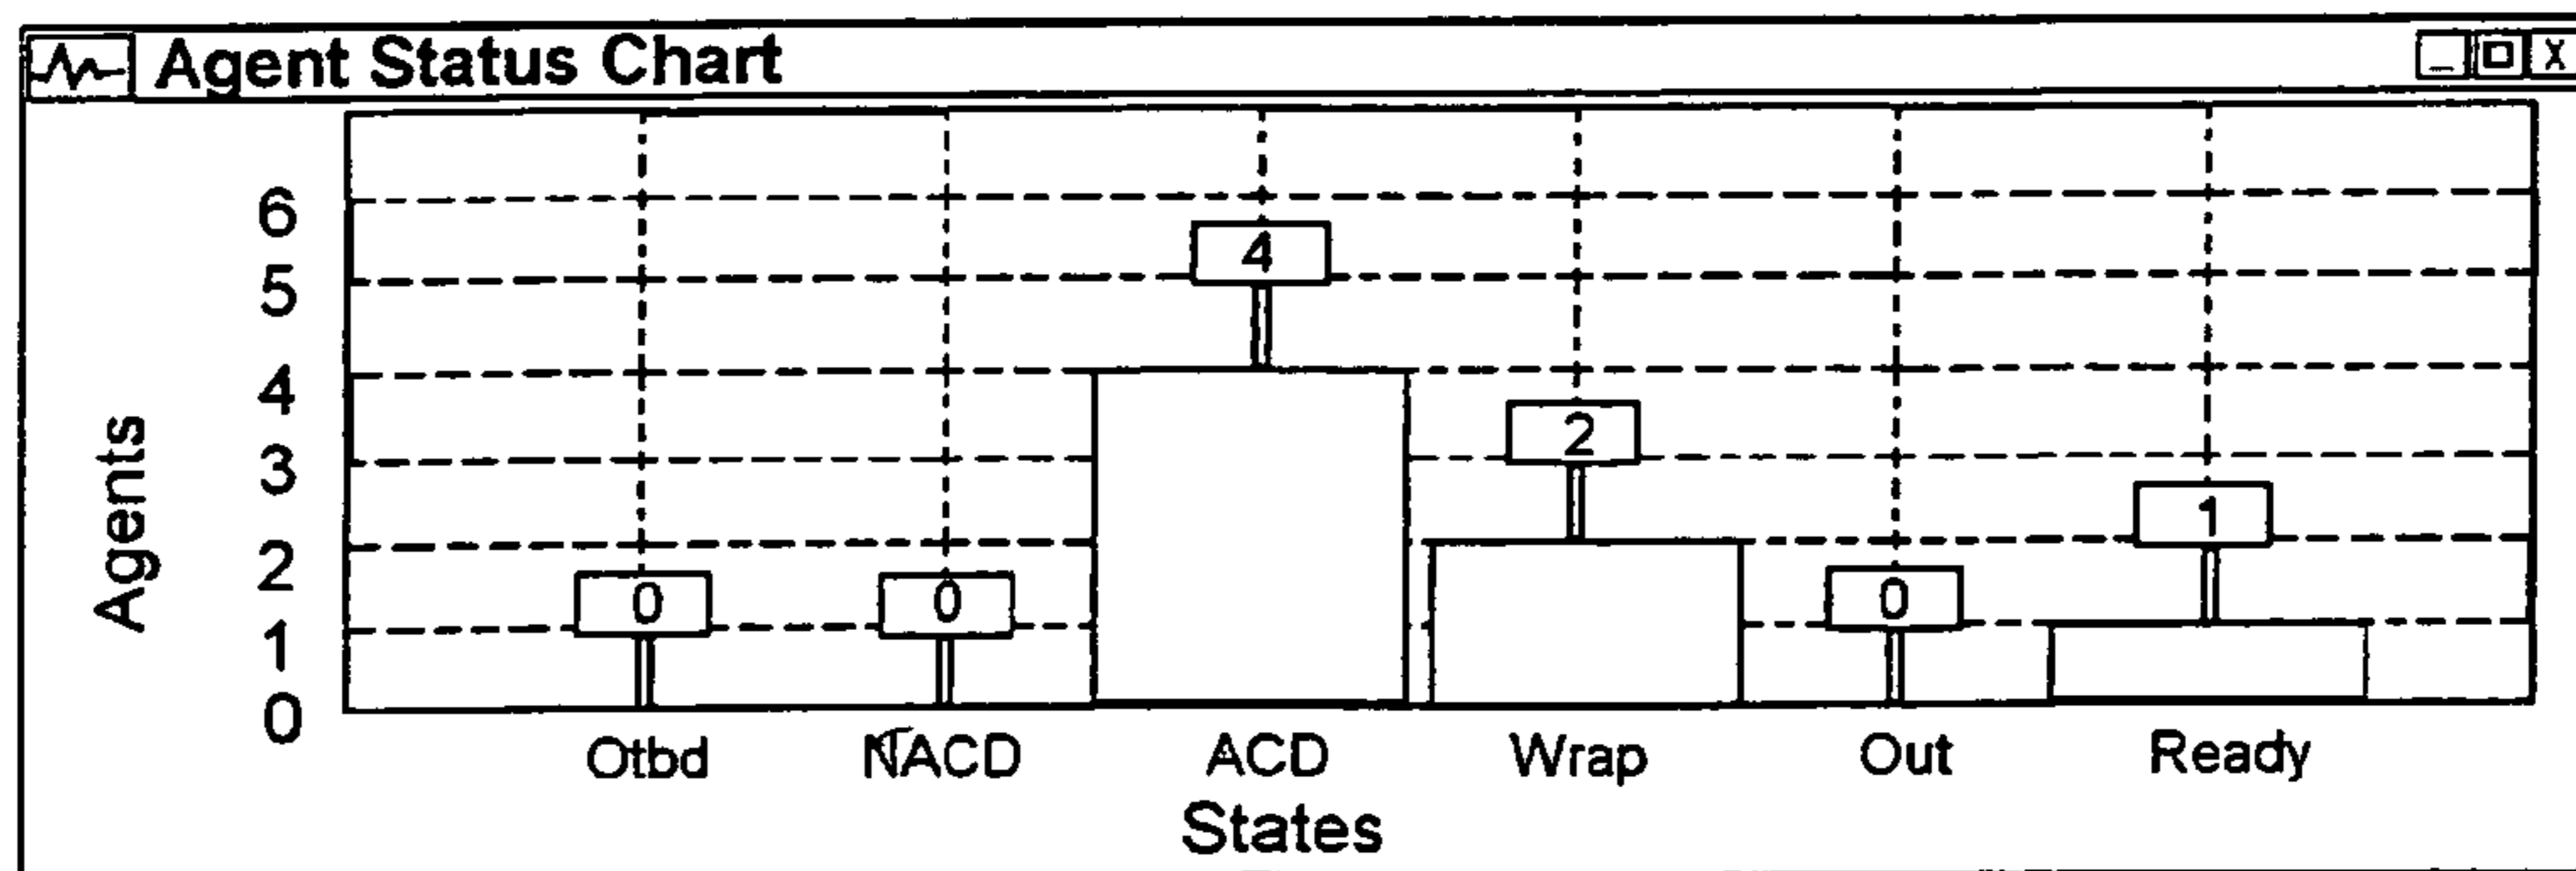 Agent Status Chart
_ X
6
5
4
3
2
1
0
Agents
4
2
1
0 0 0
Otbd NACD ACD Wrap Out Ready
States